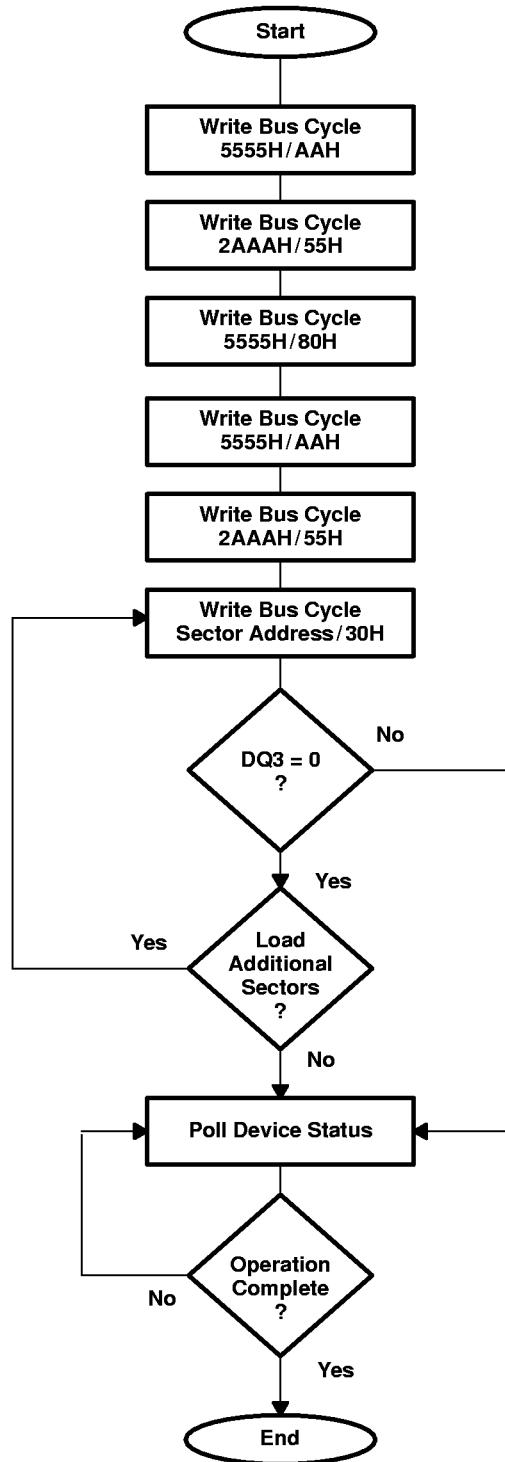 Start
Write Bus Cycle
5555H/AAH
Write Bus Cycle
2AAAH/55H
Write Bus Cycle
5555H/80H
Write Bus Cycle
5555H/AAH
Write Bus Cycle
2AAAH/55H
Write Bus Cycle
Sector Address/30H
No
DQ3 = 0
?
Yes
Yes
Load
Additional
Sectors
?
No
Poll Device Status
Operation
Complete
?
No
Yes
End